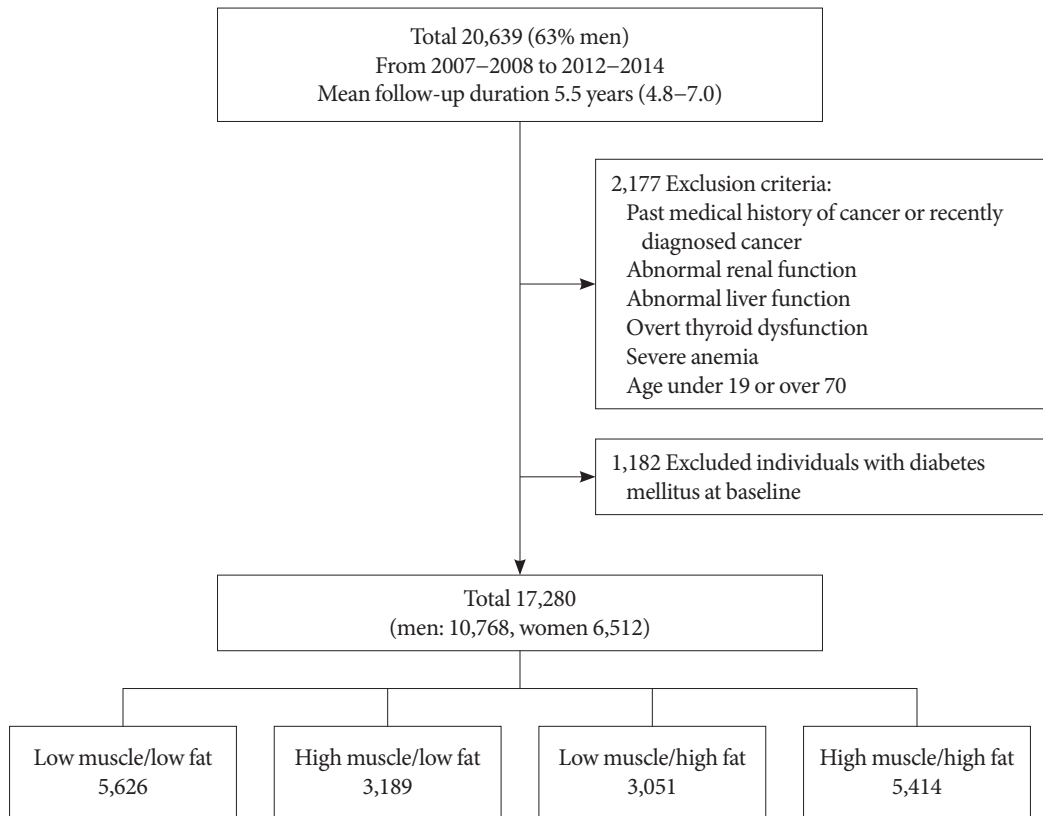 Total 20,639 (63% men)
From 2007–2008 to 2012–2014
Mean follow-up duration 5.5 years (4.8–7.0)
2,177 Exclusion criteria:
Past medical history of cancer or recently
diagnosed cancer
Abnormal renal function
Abnormal liver function
Overt thyroid dysfunction
Severe anemia
Age under 19 or over 70
1,182 Excluded individuals with diabetes
mellitus at baseline
Total 17,280
(men: 10,768, women 6,512)
Low muscle/low fat
5,626
High muscle/low fat
3,189
Low muscle/high fat
3,051
High muscle/high fat
5,414